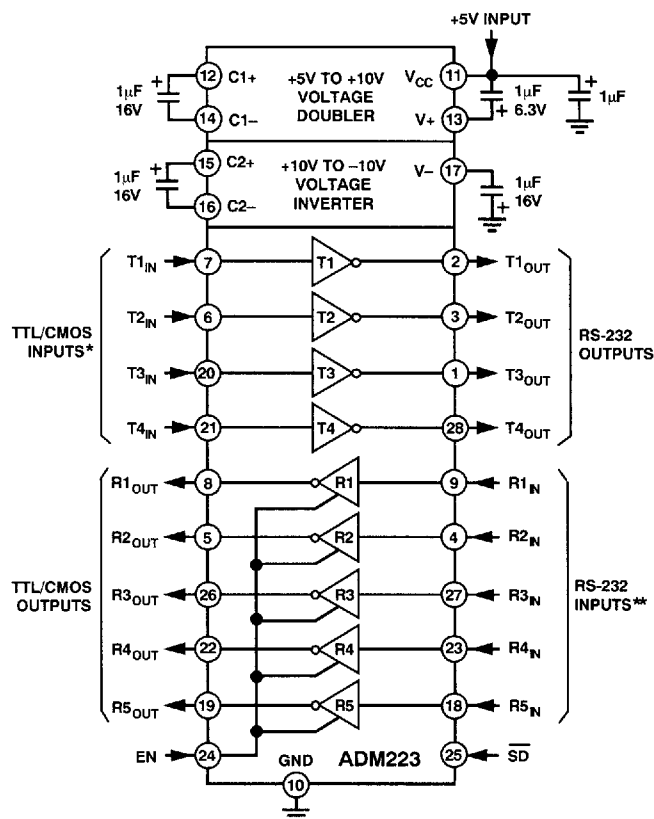 +5V INPUT
12 C1+ +5V TO +10V VCC 11
1µF 16V VOLTAGE 1µF 6.3V 1µF
14 C1– DOUBLER V+ 13
15 C2+ +10V TO –10V V– 17
1µF 16V VOLTAGE 1µF 16V
16 C2– INVERTER
T1IN 7 T1 2 T1OUT
T2IN 6 T2 3 T2OUT
TTL/CMOS INPUTS* RS-232 OUTPUTS
T3IN 20 T3 1 T3OUT
T4IN 21 T4 28 T4OUT
R1OUT 8 R1 9 R1IN
R2OUT 5 R2 4 R2IN
TTL/CMOS OUTPUTS RS-232 INPUTS**
R3OUT 26 R3 27 R3IN
R4OUT 22 R4 23 R4IN
R5OUT 19 R5 18 R5IN
EN 24 GND ADM223 25 SD
10